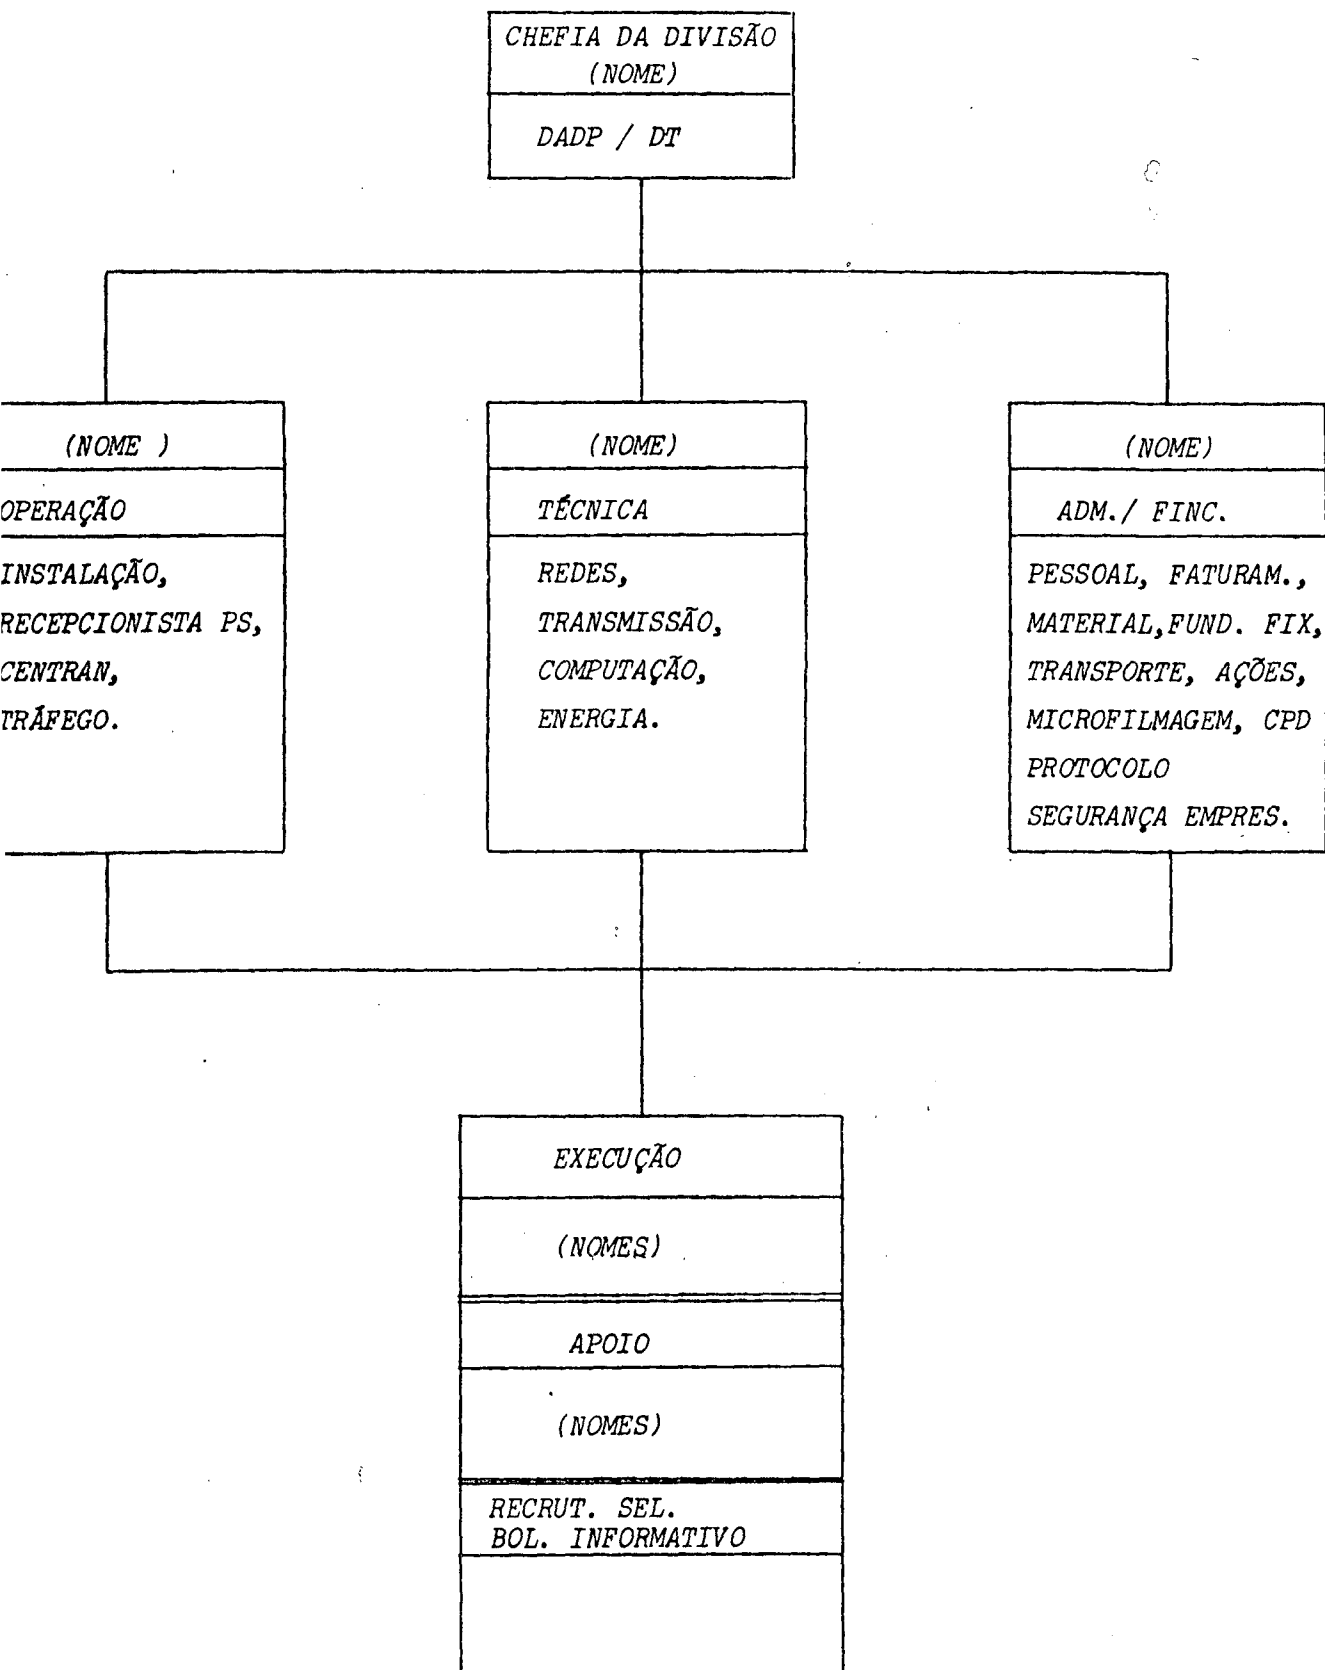 CHEFIA DA DIVISÃO
(NOME)
DADP / DT
(NOME )
OPERAÇÃO
INSTALAÇÃO,
RECEPCIONISTA PS,
CENTRAN,
TRÁFEGO.
(NOME)
TÉCNICA
REDES,
TRANSMISSÃO,
COMPUTAÇÃO,
ENERGIA.
(NOME)
ADM./ FINC.
PESSOAL, FATURAM.,
MATERIAL,FUND. FIX,
TRANSPORTE, AÇÕES,
MICROFILMAGEM, CPD
PROTOCOLO
SEGURANÇA EMPRES.
EXECUÇÃO
(NOMES)
APOIO
(NOMES)
RECRUT. SEL.
BOL. INFORMATIVO